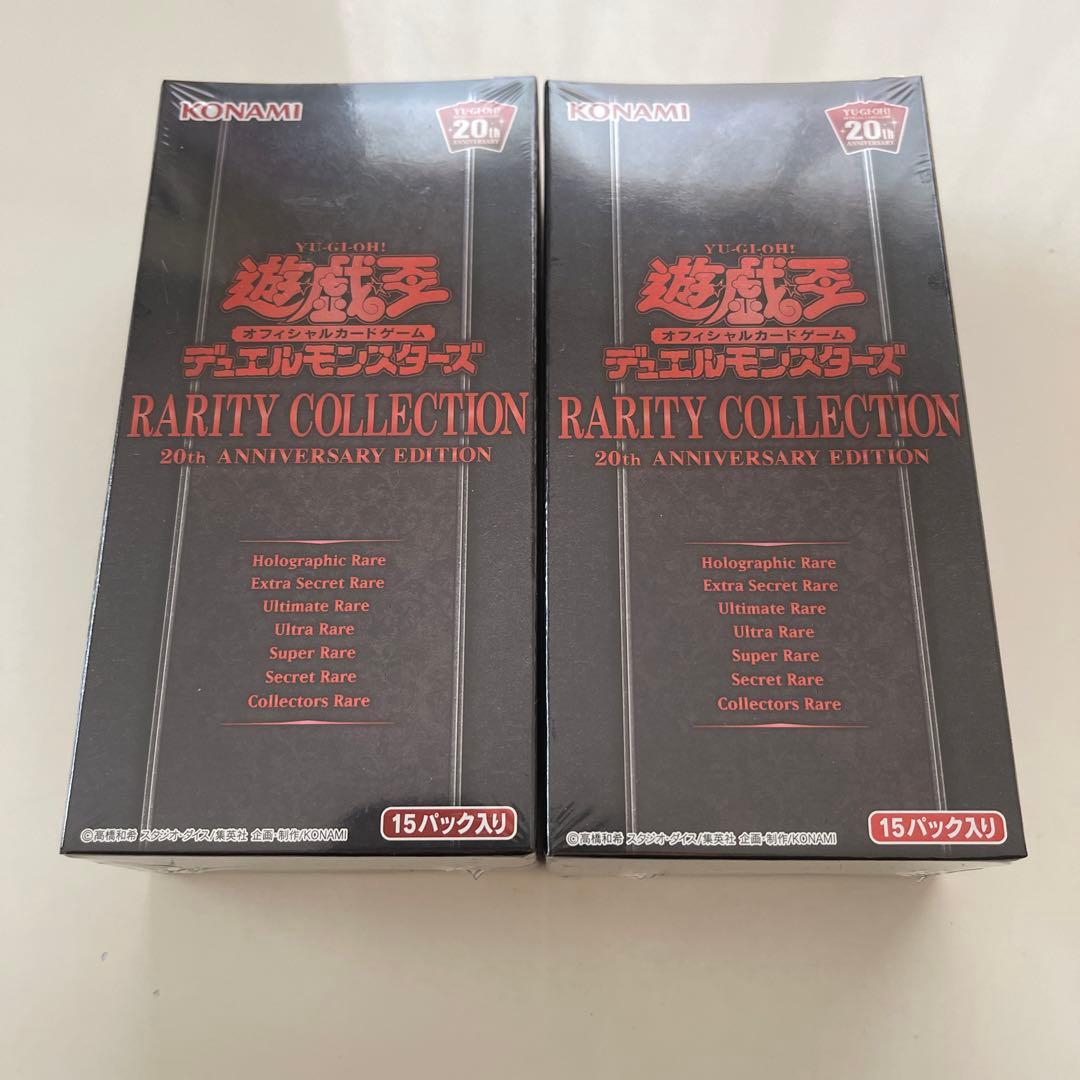 KONAMI
YU-GI-OH!
20th
ANNIVERSARY
YU-GI-OH!
遊戯王
オフィシャルカードゲーム
デュエルモンスターズ
RARITY COLLECTION
20th ANNIVERSARY EDITION
Holographic Rare
Extra Secret Rare
Ultimate Rare
Ultra Rare
Super Rare
Secret Rare
Collectors Rare
©高橋和希 スタジオ・ダイス/集英社 企画・制作/KONAMI
15パック入り
KONAMI
YU-GI-OH!
20th
ANNIVERSARY
YU-GI-OH!
遊戯王
オフィシャルカードゲーム
デュエルモンスターズ
RARITY COLLECTION
20th ANNIVERSARY EDITION
Holographic Rare
Extra Secret Rare
Ultimate Rare
Ultra Rare
Super Rare
Secret Rare
Collectors Rare
©高橋和希 スタジオ・ダイス/集英社 企画・制作/KONAMI
15パック入り